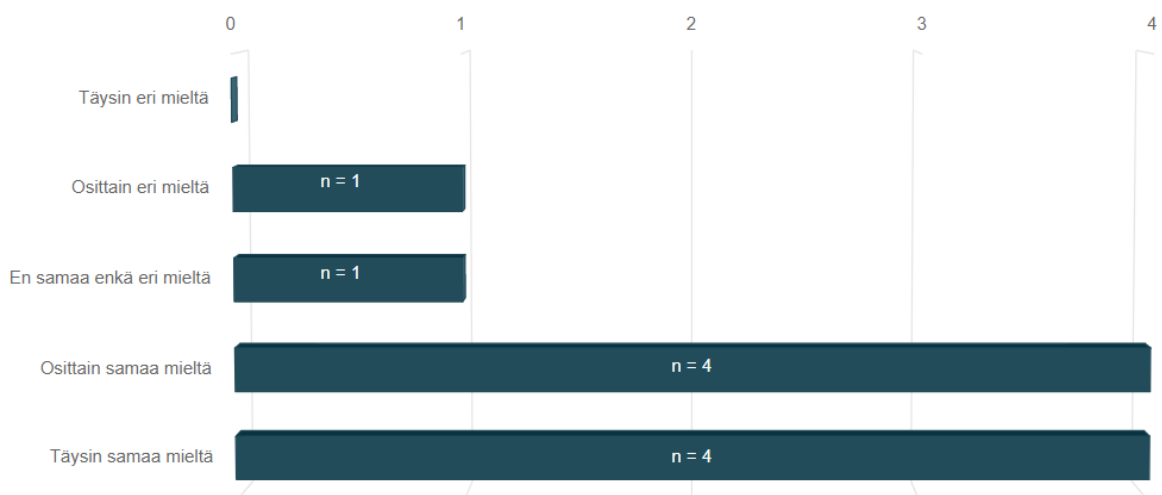 0 1 2 3 4
Täysin eri mieltä
Osittain eri mieltä n = 1
En samaa enkä eri mieltä n = 1
Osittain samaa mieltä n = 4
Täysin samaa mieltä n = 4